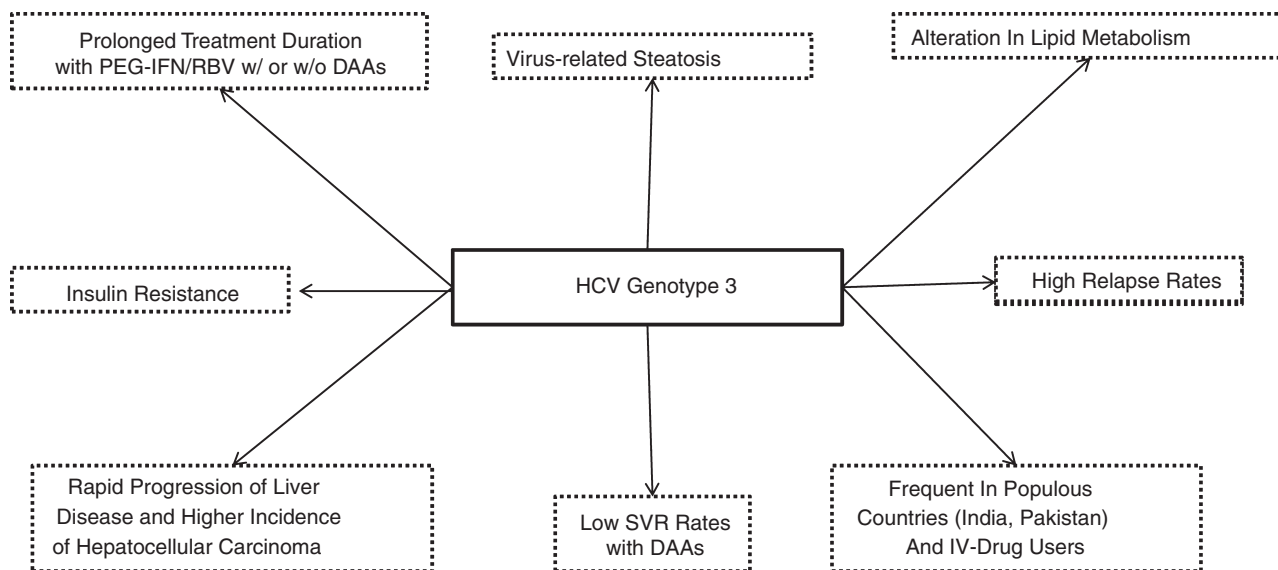 Prolonged Treatment Duration
with PEG-IFN/RBV w/ or w/o DAAs
Virus-related Steatosis
Alteration In Lipid Metabolism
Insulin Resistance
HCV Genotype 3
High Relapse Rates
Rapid Progression of Liver
Disease and Higher Incidence
of Hepatocellular Carcinoma
Low SVR Rates
with DAAs
Frequent In Populous
Countries (India, Pakistan)
And IV-Drug Users